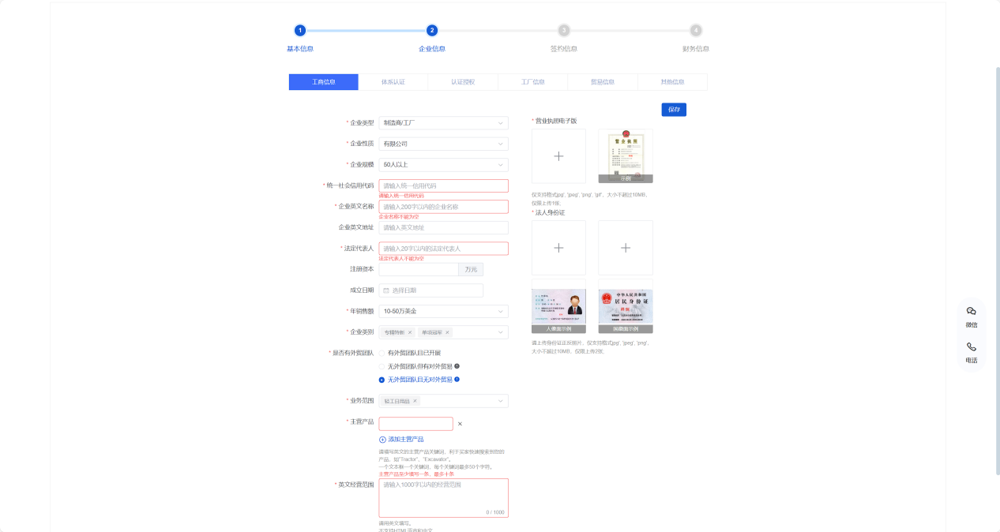 1
2
3
4
基本信息
企业信息
签约信息
财务信息
工商信息
体系认证
认证授权
工厂信息
贸易信息
其他信息
保存
* 企业类型
制造商/工厂
* 企业性质
有限公司
* 企业规模
50人以上
* 统一社会信用代码
请输入统一信用代码
请输入统一信用代码
* 企业英文名称
请输入200字以内的企业名称
企业名称不能为空
企业英文地址
请输入英文地址
* 法定代表人
请输入20字以内的法定代表人
法定代表人不能为空
注册资本
万元
成立日期
选择日期
* 年销售额
10-50万美金
* 企业类别
专精特新 ×
单项冠军 ×
* 是否有外贸团队
有外贸团队且已开展
无外贸团队但有对外贸易
无外贸团队且无对外贸易
* 业务范围
轻工日用品 ×
* 主营产品
×
添加主营产品
请填写英文的主营产品关键词，利于买家快速搜索到您的
产品，如"Tractor"，"Excavator"。
一个文本框一个关键词，每个关键词最多50个字符。
主营产品至少填写一条，最多十条
* 英文经营范围
请输入1000字以内的经营范围
0 / 1000
请用英文填写。
不支持HTML语言和中文
* 营业执照电子版
营业执照
示例
仅支持格式jpg', 'jpeg', 'png', 'gif'，大小不超过10MB，
仅限上传1张。
* 法人身份证
人像面示例
中华人民共和国
居民身份证
国徽面示例
请上传身份证正反照片，仅支持格式jpg', 'jpeg', 'png',
大小不超过10MB，仅限上传2张。
微信
电话